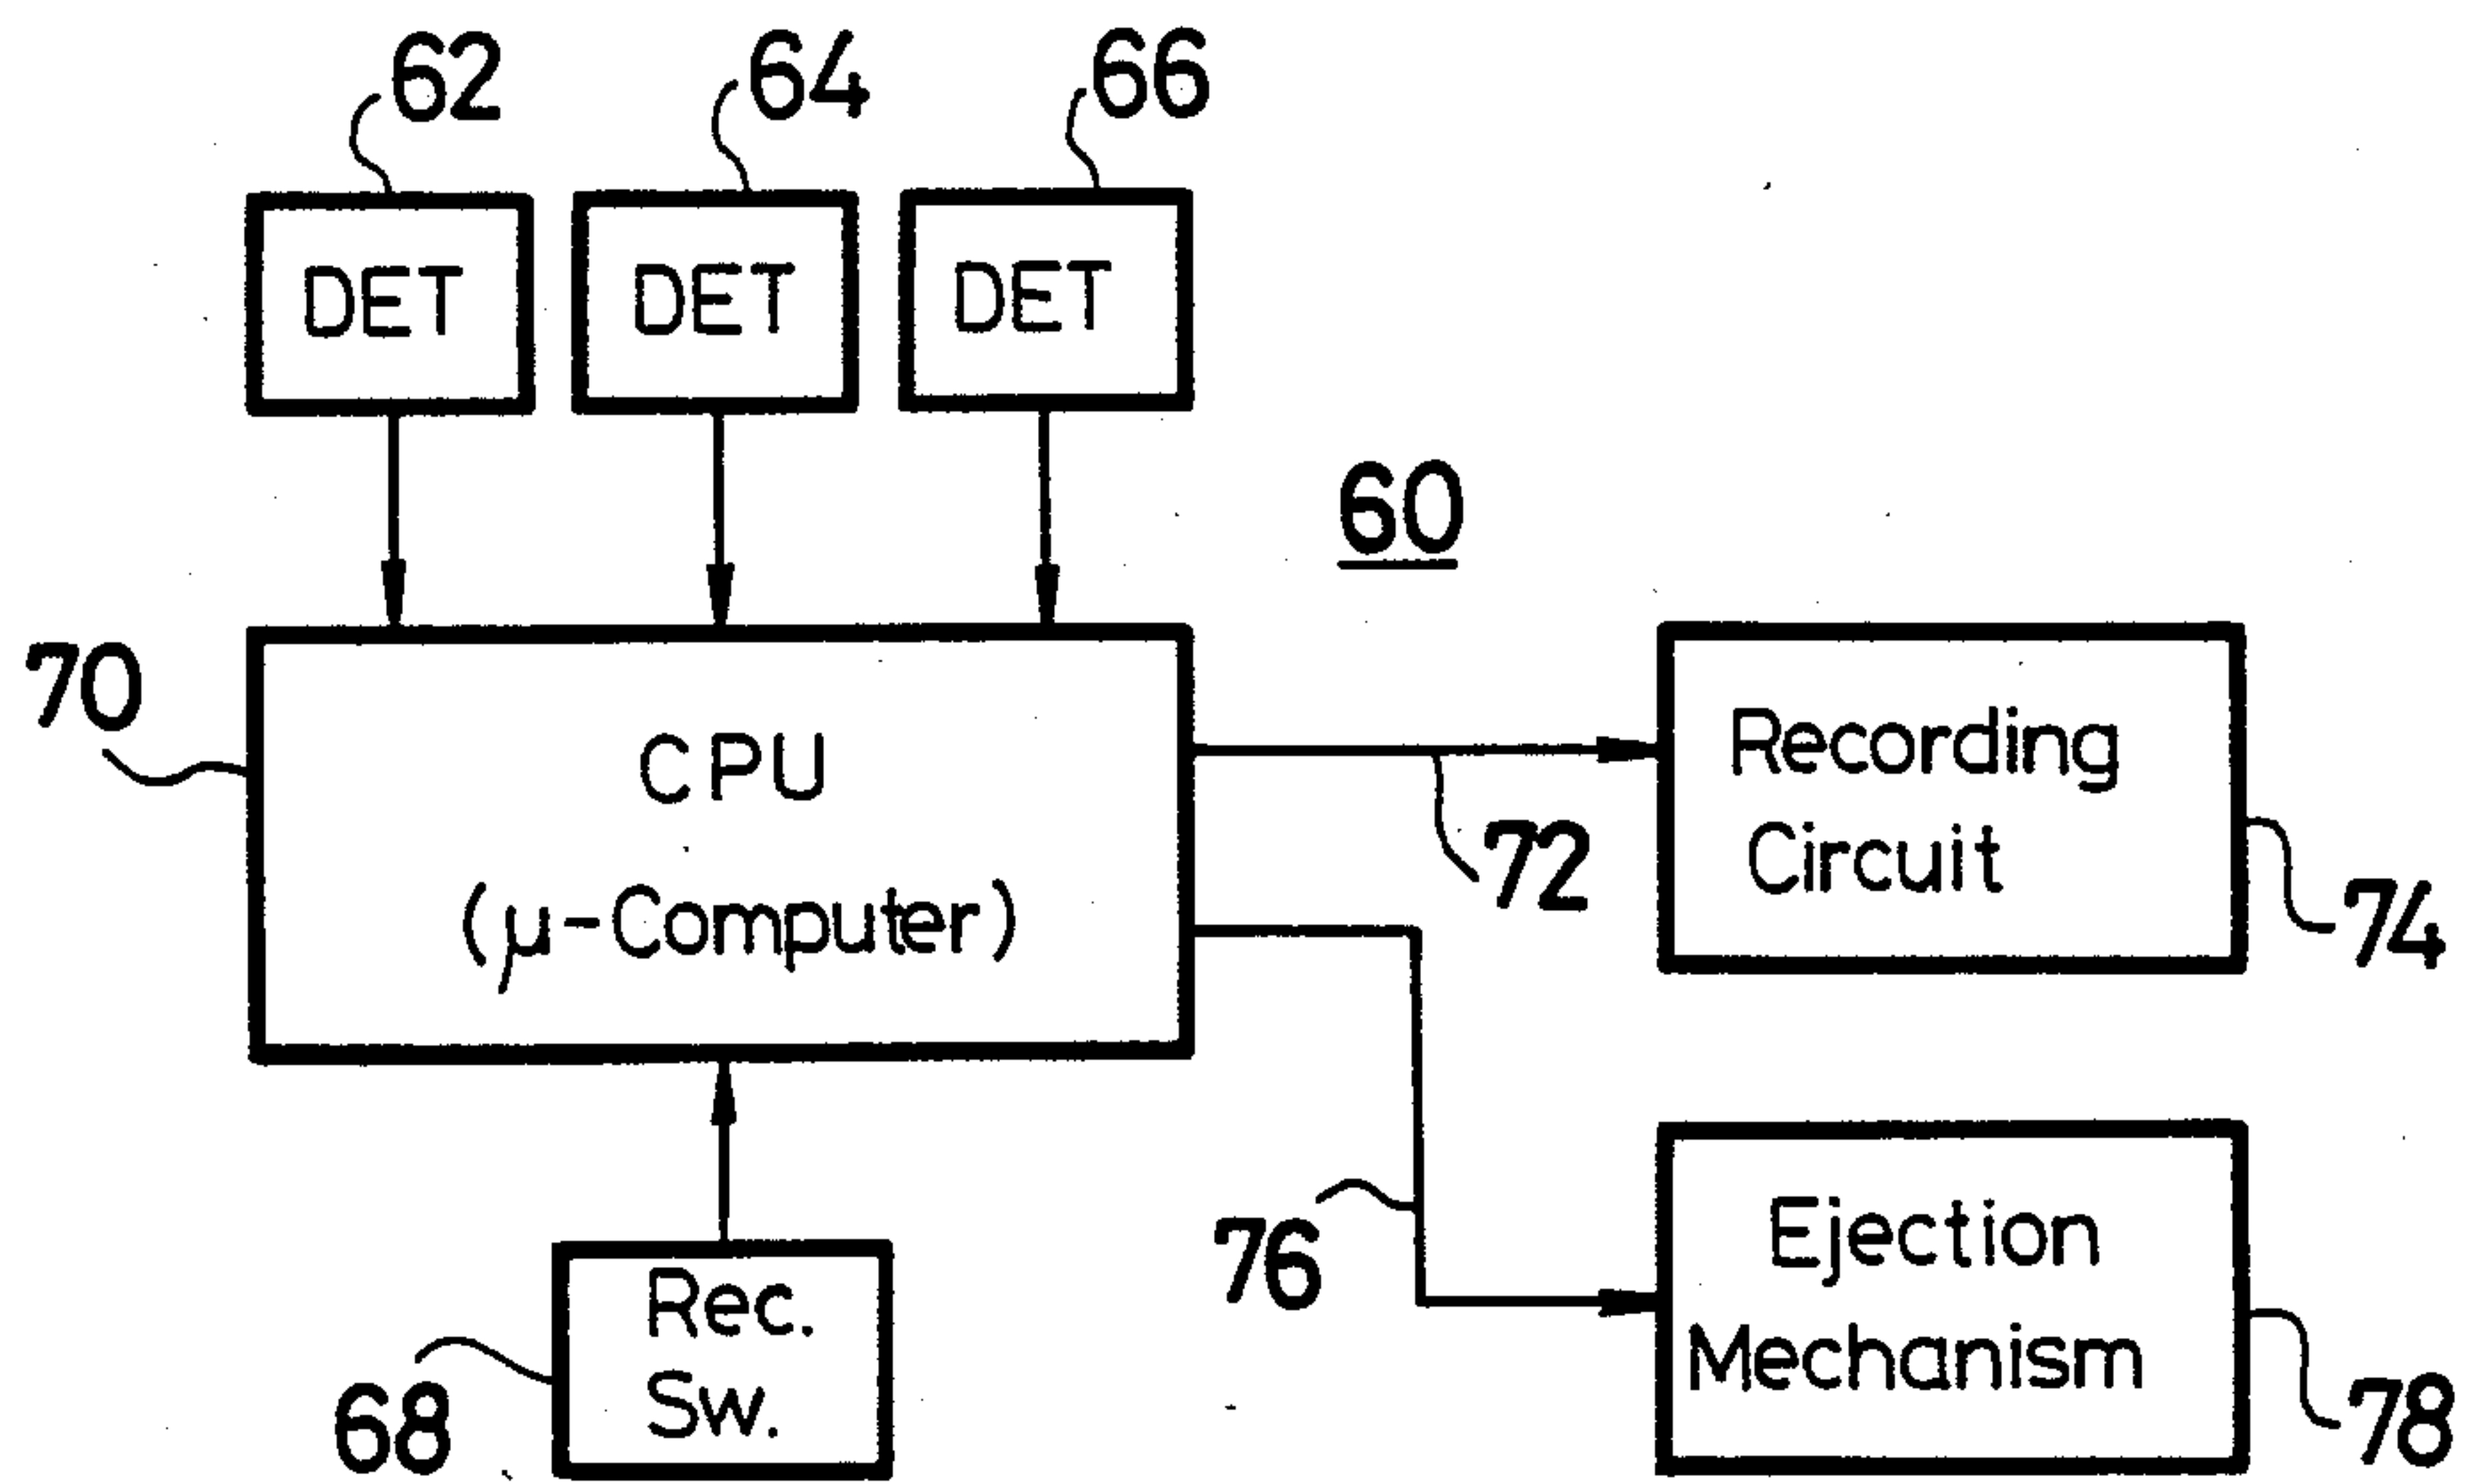 62
64
66
DET
DET
DET
60
70
CPU
(μ-Computer)
72
Recording
Circuit
74
76
Ejection
Mechanism
78
Rec.
Sw.
68